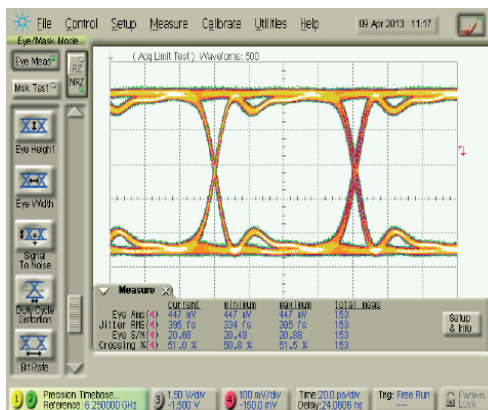 File Control Setup Measure Calibrate Utilities Help 09 Apr 2013 11:17
Eye/Mask Mode
Eye Meas
RZ
NRZ
Msk Test
( Acq Limit Test ) Waveforms: 500
Eye Height
Eye Width
Signal
To Noise
Duty Cycle
Distortion
Bit Rate
Measure
current minimum maximum total meas
Eye Amp(4) 447 mV 447 mV 447 mV 153
Jitter RMS(4) 395 fs 334 fs 395 fs 153
Eye S/N(4) 20.68 20.49 20.88 153
Crossing %(4) 51.0 % 50.8 % 51.5 % 153
Setup
& Info
1 2 Precision Timebase...
Reference: 6.250000 GHz
3 1.50 V/div
-1.500 V
4 100 mV/div
-150.0 mV
Time:20.0 ps/div
Delay:24.0606 ns
Trig: Free Run
Pattern
Lock